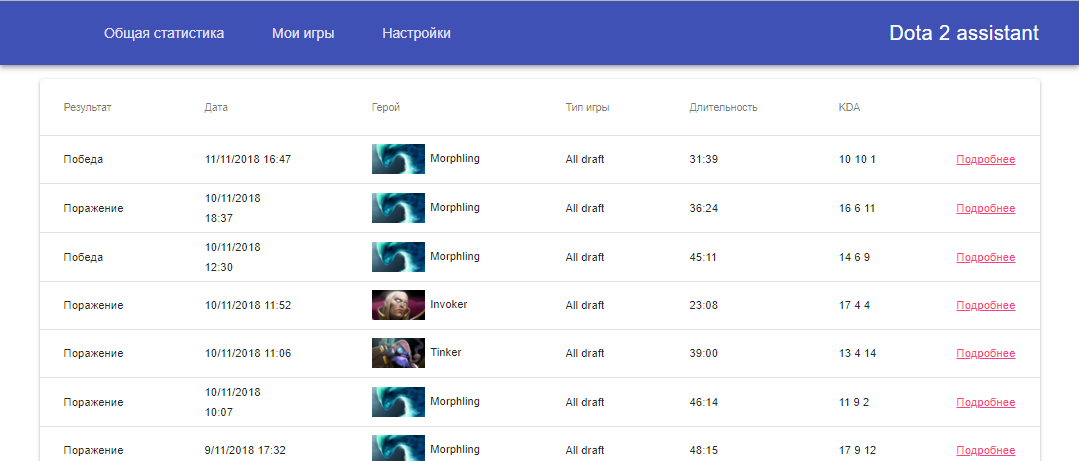 Общая статистика Мои игры Настройки Dota 2 assistant
Результат Дата Герой Тип игры Длительность KDA
Победа 11/11/2018 16:47 Morphling All draft 31:39 10 10 1 Подробнее
Поражение 10/11/2018 18:37 Morphling All draft 36:24 16 6 11 Подробнее
Победа 10/11/2018 12:30 Morphling All draft 45:11 14 6 9 Подробнее
Поражение 10/11/2018 11:52 Invoker All draft 23:08 17 4 4 Подробнее
Поражение 10/11/2018 11:06 Tinker All draft 39:00 13 4 14 Подробнее
Поражение 10/11/2018 10:07 Morphling All draft 46:14 11 9 2 Подробнее
Поражение 9/11/2018 17:32 Morphling All draft 48:15 17 9 12 Подробнее